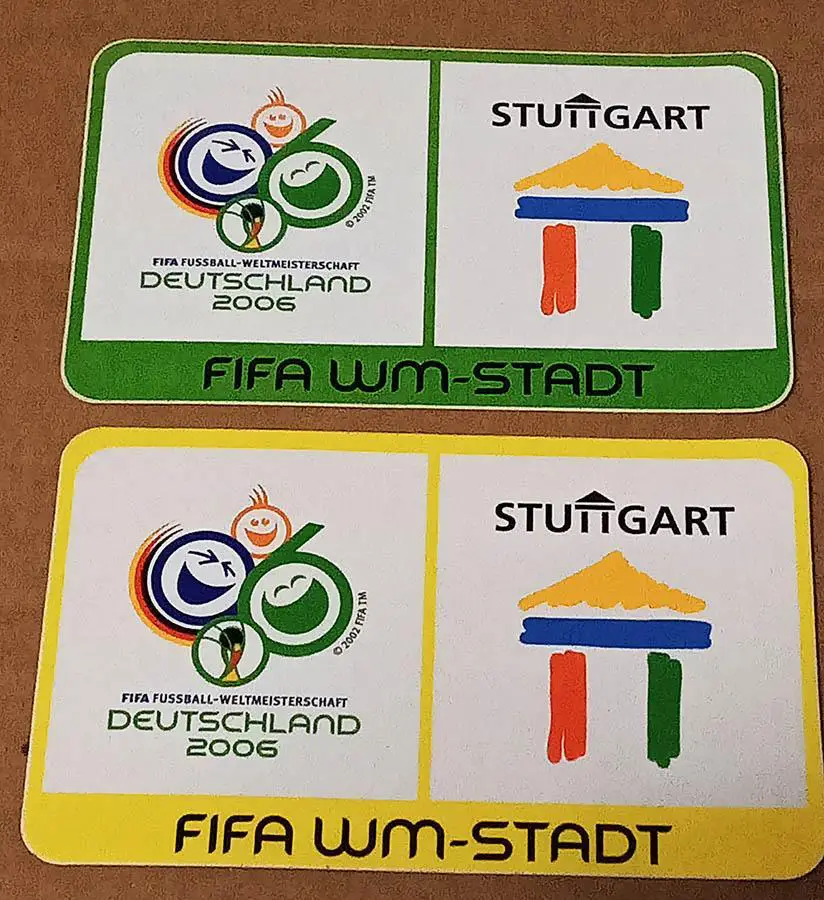 © 2002 FIFA TM
FIFA FUSSBALL-WELTMEISTERSCHAFT
DEUTSCHLAND
2006
STUTTGART
FIFA WM-STADT
© 2002 FIFA TM
FIFA FUSSBALL-WELTMEISTERSCHAFT
DEUTSCHLAND
2006
STUTTGART
FIFA WM-STADT